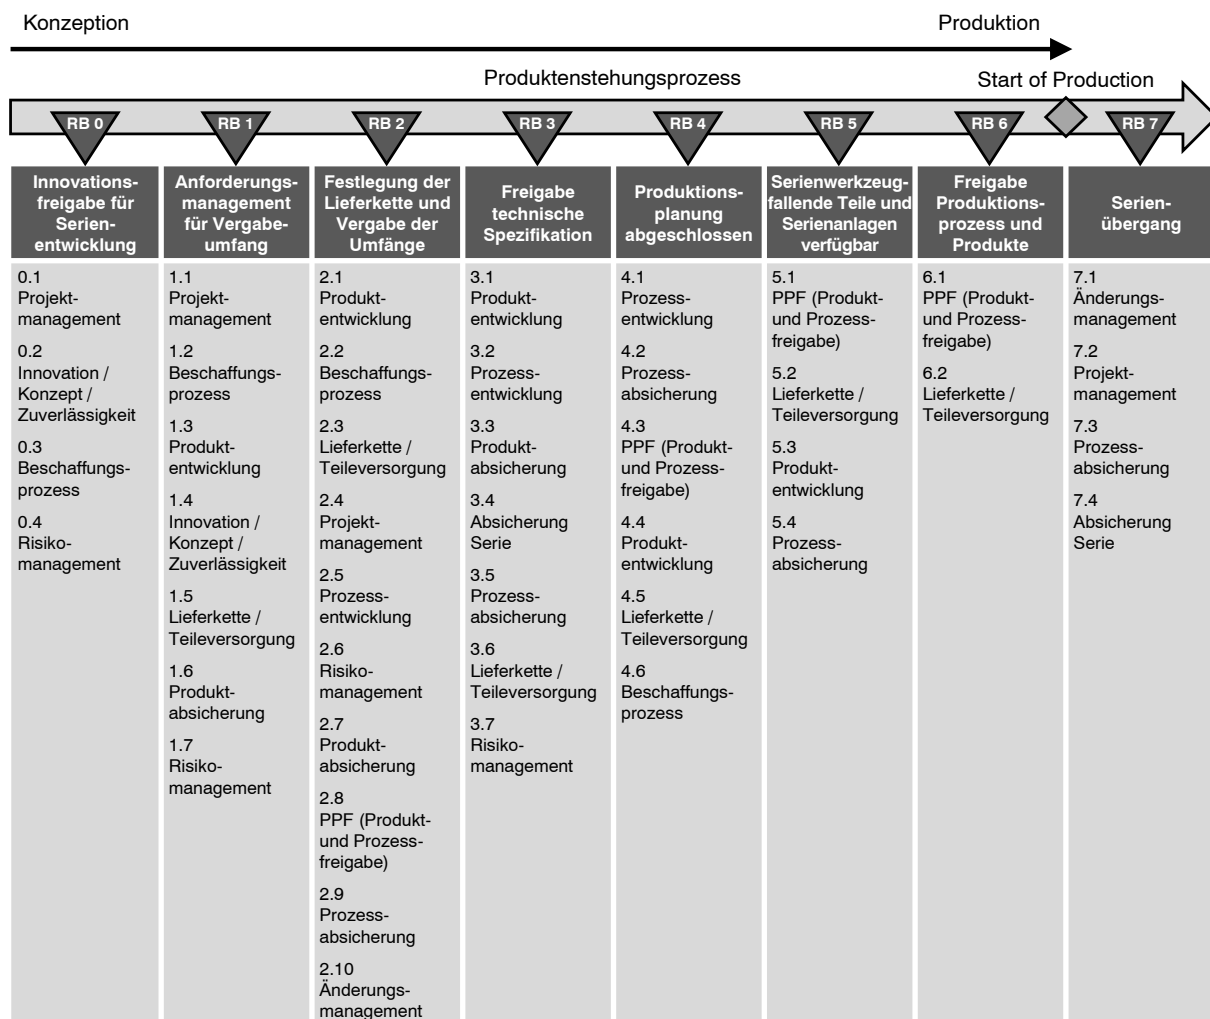 Konzeption
Produktion
Produktenstehungsprozess
Start of Production
RB 0
RB 1
RB 2
RB 3
RB 4
RB 5
RB 6
RB 7
Innovations-
freigabe für
Serien-
entwicklung
Anforderungs-
management
für Vergabe-
umfang
Festlegung der
Lieferkette und
Vergabe der
Umfänge
Freigabe
technische
Spezifikation
Produktions-
planung
abgeschlossen
Serienwerkzeug-
fallende Teile und
Serienanlagen
verfügbar
Freigabe
Produktions-
prozess und
Produkte
Serien-
übergang
0.1
Projekt-
management
0.2
Innovation /
Konzept /
Zuverlässigkeit
0.3
Beschaffungs-
prozess
0.4
Risiko-
management
1.1
Projekt-
management
1.2
Beschaffungs-
prozess
1.3
Produkt-
entwicklung
1.4
Innovation /
Konzept /
Zuverlässigkeit
1.5
Lieferkette /
Teileversorgung
1.6
Produkt-
absicherung
1.7
Risiko-
management
2.1
Produkt-
entwicklung
2.2
Beschaffungs-
prozess
2.3
Lieferkette /
Teileversorgung
2.4
Projekt-
management
2.5
Prozess-
entwicklung
2.6
Risiko-
management
2.7
Produkt-
absicherung
2.8
PPF (Produkt-
und Prozess-
freigabe)
2.9
Prozess-
absicherung
2.10
Änderungs-
management
3.1
Produkt-
entwicklung
3.2
Prozess-
entwicklung
3.3
Produkt-
absicherung
3.4
Absicherung
Serie
3.5
Prozess-
absicherung
3.6
Lieferkette /
Teileversorgung
3.7
Risiko-
management
4.1
Prozess-
entwicklung
4.2
Prozess-
absicherung
4.3
PPF (Produkt-
und Prozess-
freigabe)
4.4
Produkt-
entwicklung
4.5
Lieferkette /
Teileversorgung
4.6
Beschaffungs-
prozess
5.1
PPF (Produkt-
und Prozess-
freigabe)
5.2
Lieferkette /
Teileversorgung
5.3
Produkt-
entwicklung
5.4
Prozess-
absicherung
6.1
PPF (Produkt-
und Prozess-
freigabe)
6.2
Lieferkette /
Teileversorgung
7.1
Änderungs-
management
7.2
Projekt-
management
7.3
Prozess-
absicherung
7.4
Absicherung
Serie